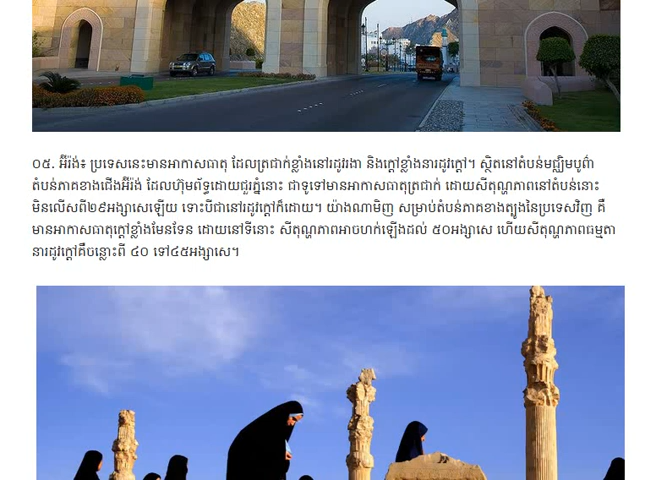 ០៥. អ៊ីរ៉ង់៖ ប្រទេសនេះមានអាកាសធាតុ ដែលត្រជាក់ខ្លាំងនៅរដូវរងា និងក្តៅខ្លាំងនារដូវក្តៅ។ ស្ថិតនៅតំបន់មជ្ឈិមបូព៌ា
តំបន់ភាគខាងជើងអ៊ីរ៉ង់ ដែលហ៊ុមព័ទ្ធដោយជួរភ្នំនោះ ជាទូទៅមានអាកាសធាតុត្រជាក់ ដោយសីតុណ្ហភាពនៅតំបន់នោះ
មិនលើសពី២៩អង្សាសេឡើយ ទោះបីជានៅរដូវក្តៅក៏ដោយ។ យ៉ាងណាមិញ សម្រាប់តំបន់ភាគខាងត្បូងនៃប្រទេសវិញ គឺ
មានអាកាសធាតុក្តៅខ្លាំងមែនទែន ដោយនៅទីនោះ សីតុណ្ហភាពអាចហក់ឡើងដល់ ៥០អង្សាសេ ហើយសីតុណ្ហភាពធម្មតា
នារដូវក្តៅគឺចន្លោះពី ៤០ ទៅ៤៥អង្សាសេ។